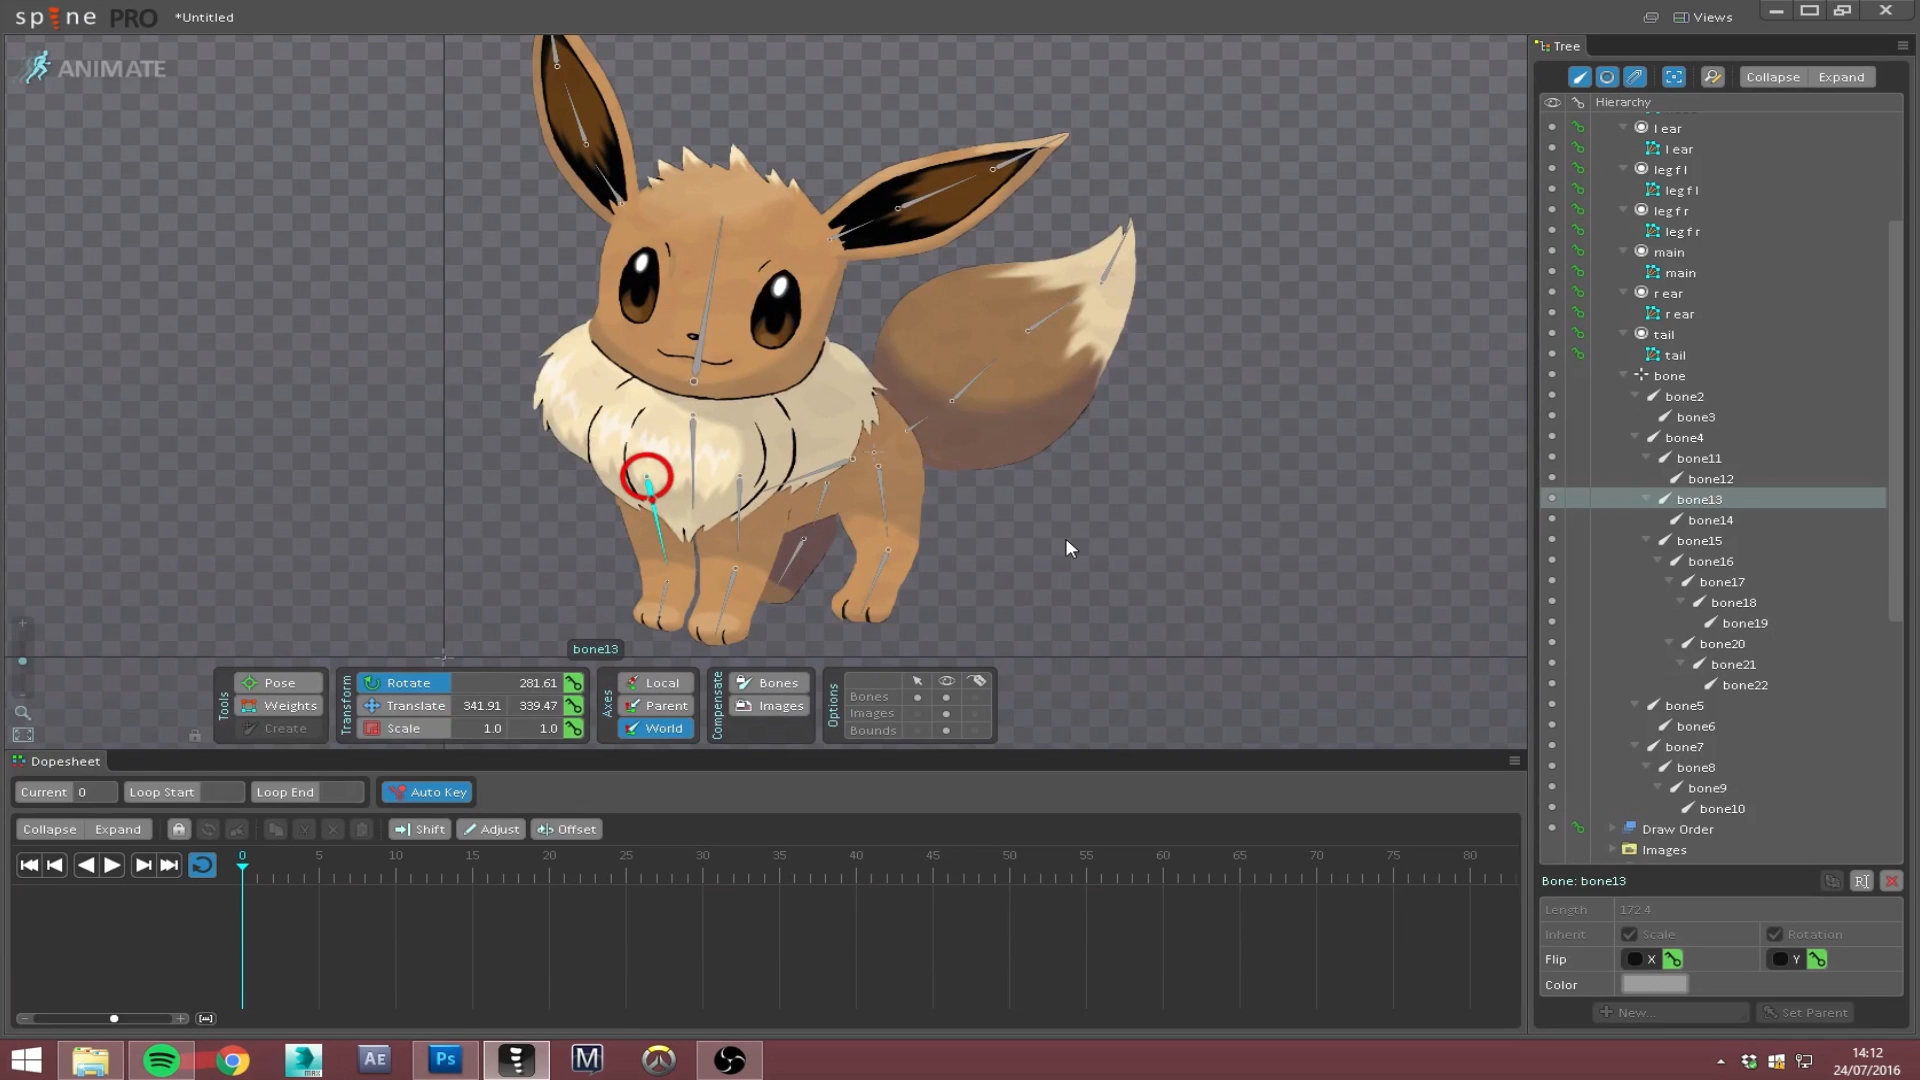 spine PRO *Untitled
Views
ANIMATE
Tree
Collapse Expand
Hierarchy
l ear
l ear
leg f l
leg f l
leg f r
leg f r
main
main
r ear
r ear
tail
tail
bone
bone2
bone3
bone4
bone11
bone12
bone13
bone14
bone15
bone16
bone17
bone18
bone19
bone20
bone21
bone22
bone5
bone6
bone7
bone8
bone9
bone10
Draw Order
Images
bone13
Tools
Pose
Weights
Create
Transform
Rotate 281.61
Translate 341.91 339.47
Scale 1.0 1.0
Axes
Local
Parent
World
Compensate
Bones
Images
Options
Bones
Images
Bounds
Dopesheet
Current 0 Loop Start Loop End Auto Key
Collapse Expand Shift Adjust Offset
0 5 10 15 20 25 30 35 40 45 50 55 60 65 70 75 80
Bone: bone13
Length 172.4
Inherit Scale Rotation
Flip X Y
Color
New... Set Parent
MAX
Ae
Ps
M
14:12
24/07/2016